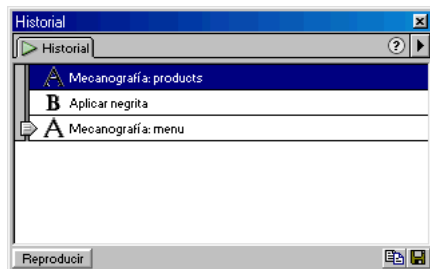 Historial
Historial
Mecanografía: products
B Aplicar negrita
A Mecanografía: menu
Reproducir